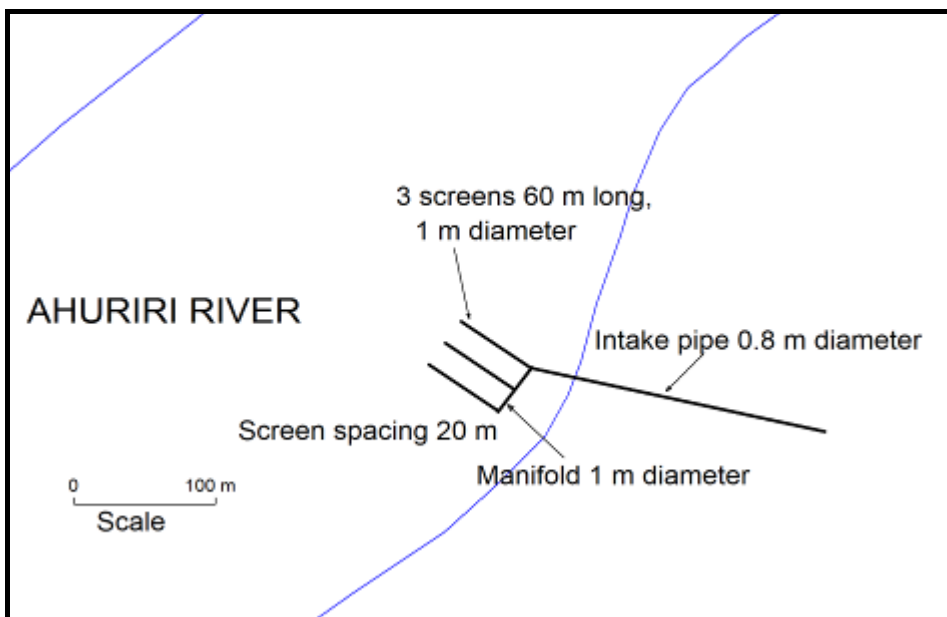 3 screens 60 m long,
1 m diameter
AHURIRI RIVER
Intake pipe 0.8 m diameter
Screen spacing 20 m
Manifold 1 m diameter
0 100 m
Scale